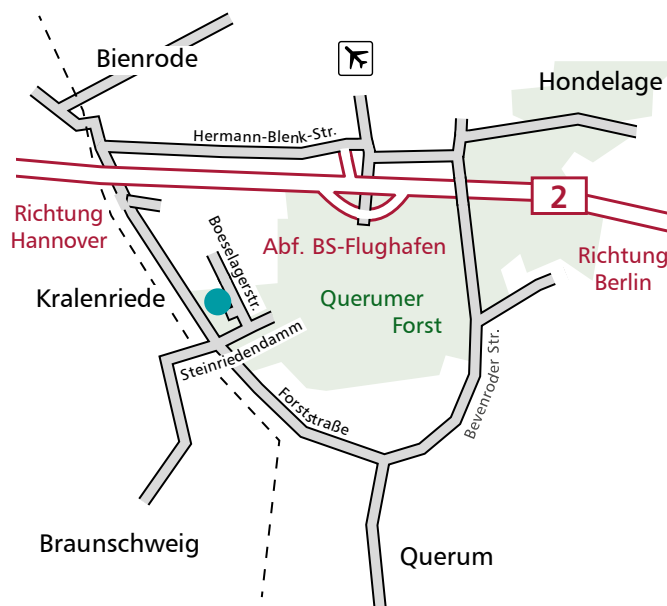 Bienrode
Hondelage
Hermann-Blenk-Str.
2
Richtung
Hannover
Boeselagerstr.
Abf. BS-Flughafen
Richtung
Berlin
Kralenriede
Querumer
Forst
Steinriedendamm
Bevenroder Str.
Forststraße
Braunschweig
Querum